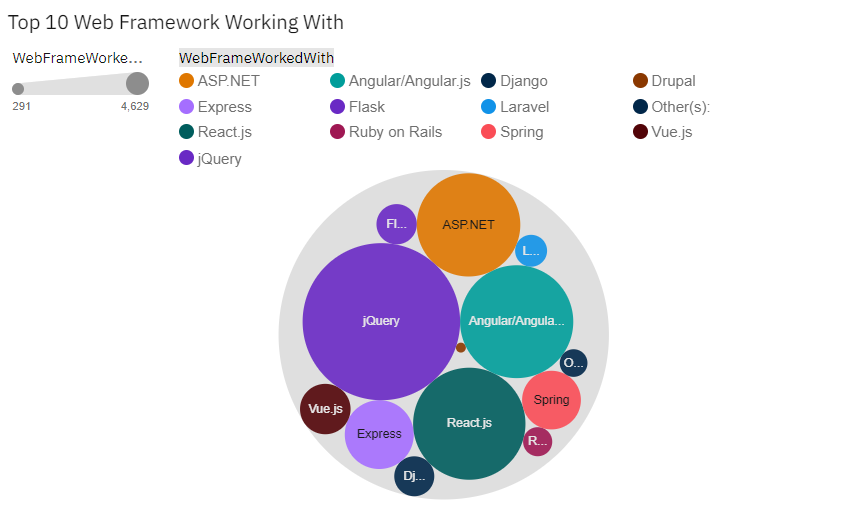 Top 10 Web Framework Working With
WebFrameWorke... WebFrameWorkedWith
ASP.NET Angular/Angular.js Django Drupal
291 4,629
Express Flask Laravel Other(s):
React.js Ruby on Rails Spring Vue.js
jQuery
Fl... ASP.NET
L...
jQuery Angular/Angula...
O...
Vue.js Spring
Express React.js
R...
Dj...